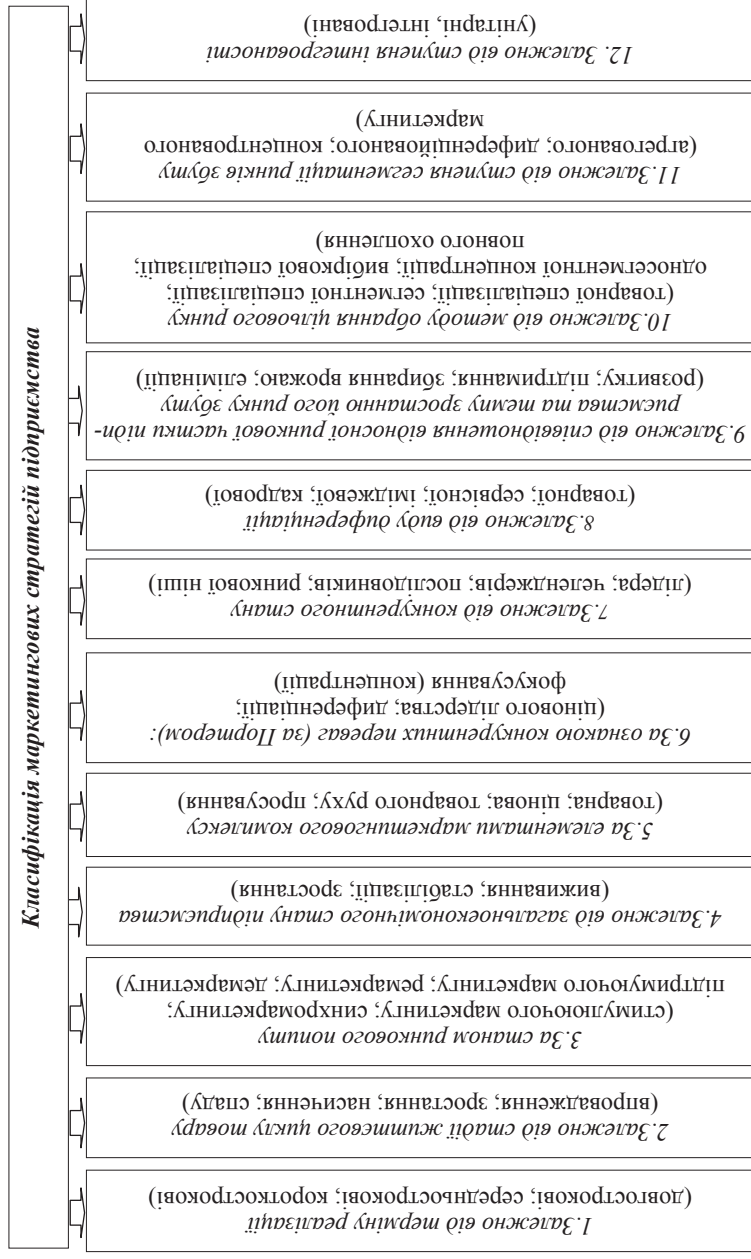 Класифікація маркетингових стратегій підприємства
1.Залежно від терміну реалізації
(довгострокові; середньострокові; короткострокові)
2.Залежно від стадії життєвого циклу товару
(впровадження; зростання; насичення; спаду)
3.За станом ринкового попиту
(стимулюючого маркетингу; синхромаркетингу;
підтримуючого маркетингу; ремаркетингу; демаркетингу)
4.Залежно від загальноекономічного стану підприємства
(виживання; стабілізації; зростання)
5.За елементами маркетингового комплексу
(товарна; цінова; товарного руху; просування)
6.За ознакою конкурентних переваг (за Портером):
(цінового лідерства; диференціації;
фокусування (концентрації)
7.Залежно від конкурентного стану
(лідера; челенджерів; послідовників; ринкової ніші)
8.Залежно від виду диференціації
(товарної; сервісної; іміджевої; кадрової)
9.Залежно від співвідношення відносної ринкової частки підп-
риємства та темпу зростанню цого ринку збуту
(розвитку; підтримання; збирання врожаю; елімінації)
10.Залежно від методу обрання цільового ринку
(товарної спеціалізації; сегментної спеціалізації;
односегментної концентрації; вибіркової спеціалізації;
повного охоплення)
11.Залежно від ступеня сегментації ринків збуту
(агрегованого; диференційованого; концентрованого
маркетингу)
12. Залежно від ступеня інтегрованості
(унітарні, інтегровані)